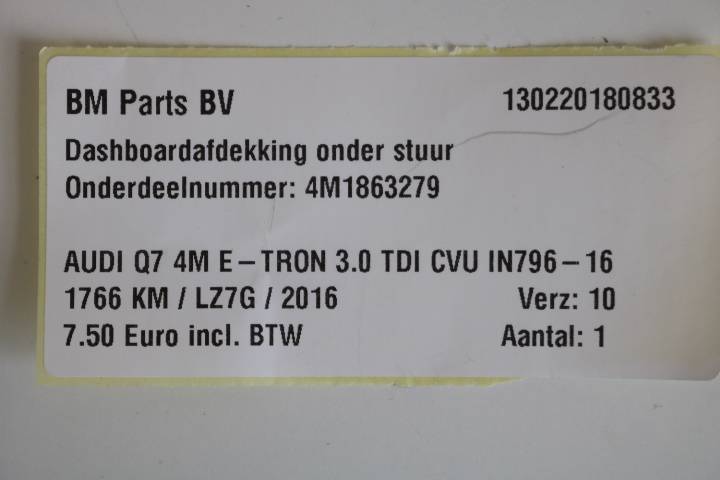 BM Parts BV 130220180833
Dashboardafdekking onder stuur
Onderdeelnummer: 4M1863279
AUDI Q7 4M E-TRON 3.0 TDI CVU IN796-16
1766 KM / LZ7G / 2016 Verz: 10
7.50 Euro incl. BTW Aantal: 1